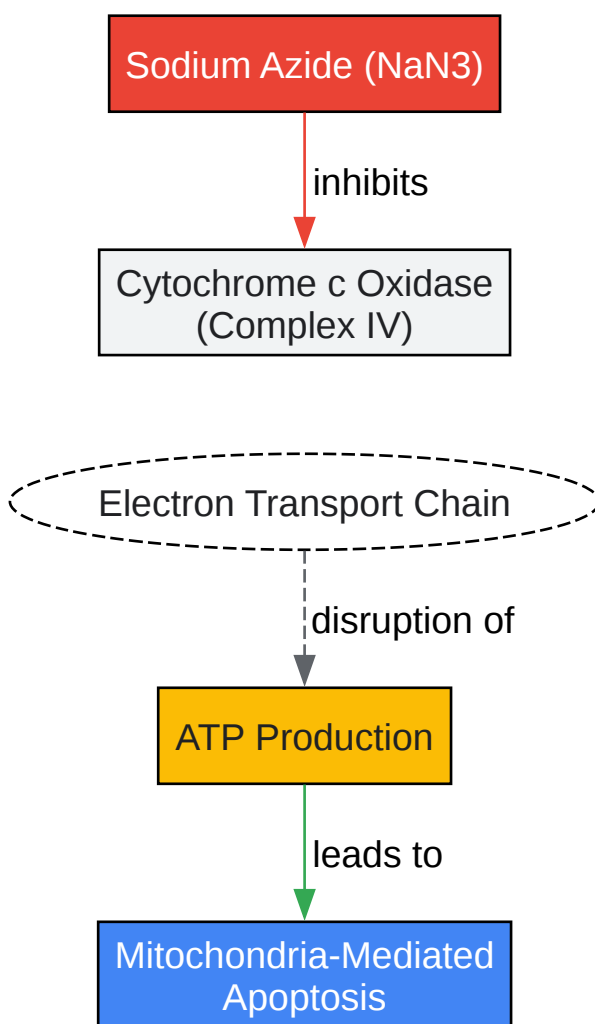 Sodium Azide (NaN3)
inhibits
Cytochrome c Oxidase
(Complex IV)
Electron Transport Chain
disruption of
ATP Production
leads to
Mitochondria-Mediated
Apoptosis